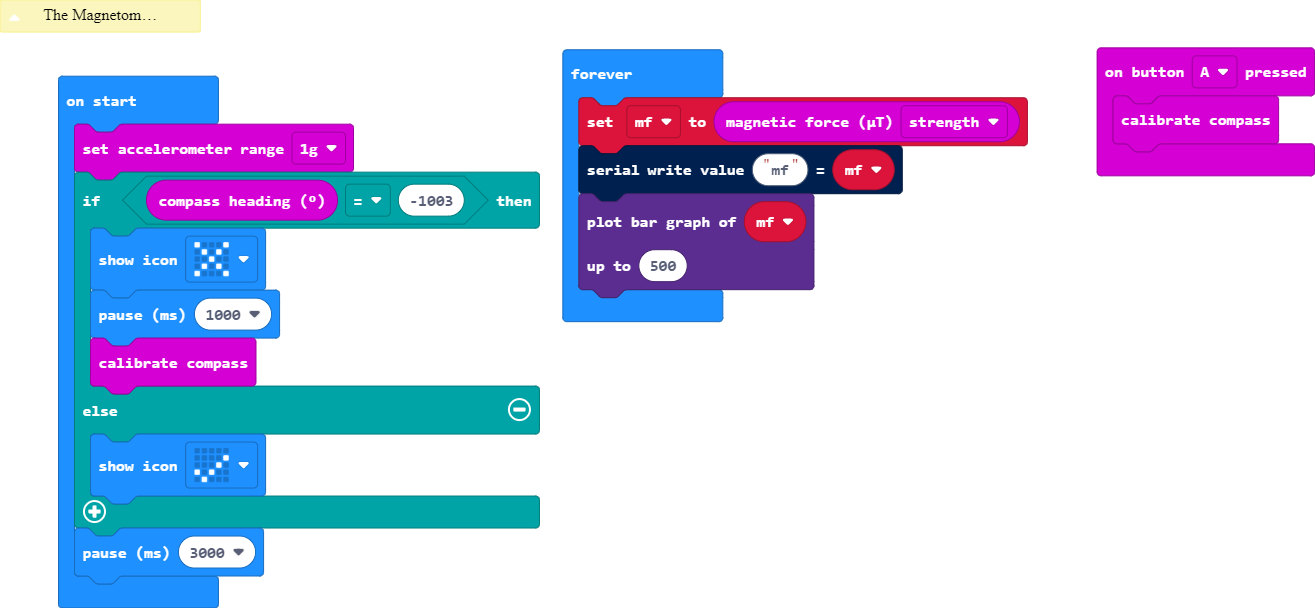 The Magnetom…
on start
set accelerometer range 1g
if compass heading (º) = -1003 then
show icon
pause (ms) 1000
calibrate compass
else
show icon
pause (ms) 3000
forever
set mf to magnetic force (µT) strength
serial write value "mf" = mf
plot bar graph of mf
up to 500
on button A pressed
calibrate compass